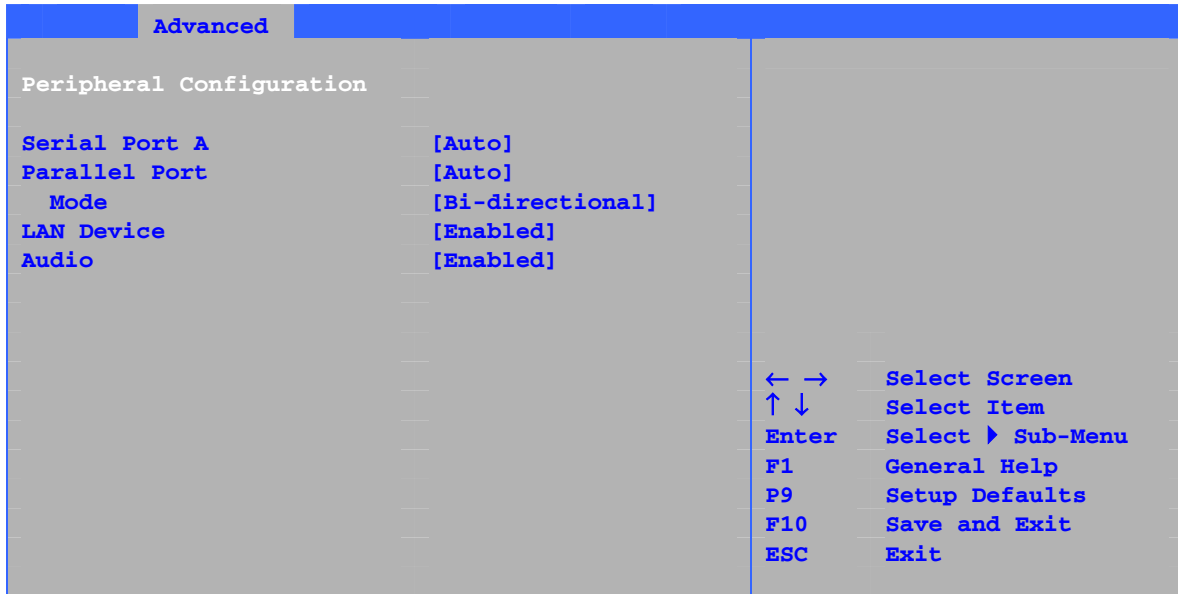 Advanced
Peripheral Configuration
Serial Port A [Auto]
Parallel Port [Auto]
Mode [Bi-directional]
LAN Device [Enabled]
Audio [Enabled]
← → Select Screen
↑ ↓ Select Item
Enter Select ▶ Sub-Menu
F1 General Help
P9 Setup Defaults
F10 Save and Exit
ESC Exit